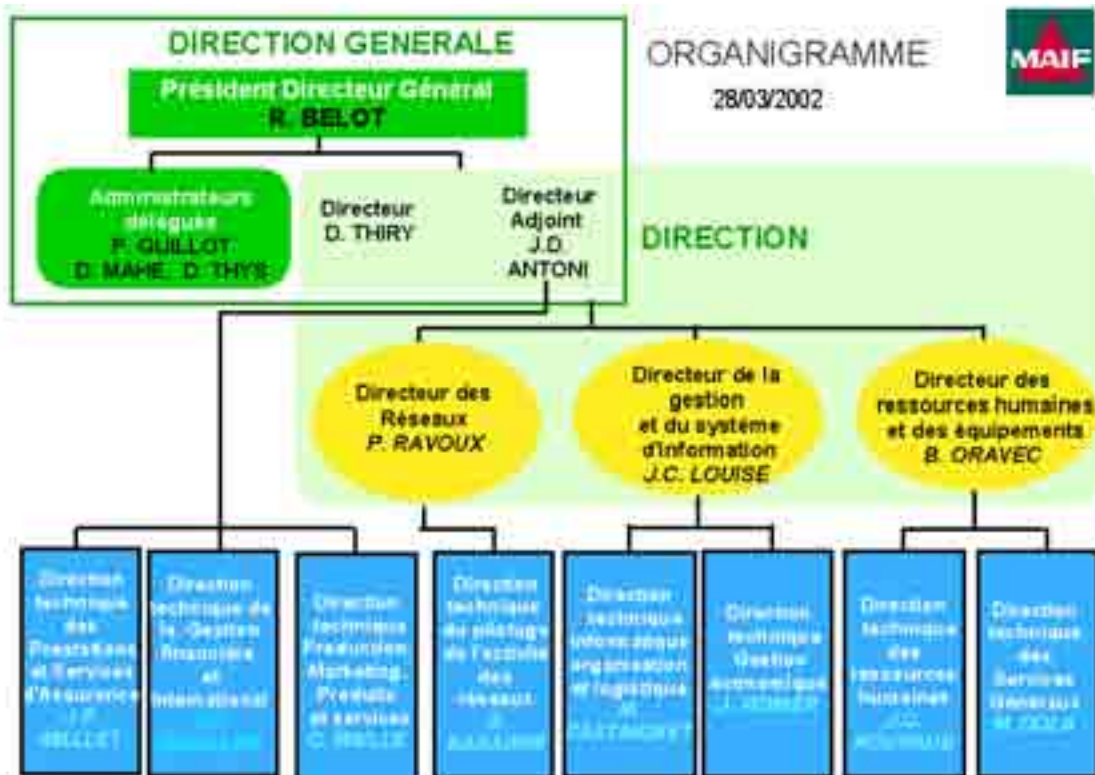 DIRECTION GENERALE
ORGANIGRAMME
28/03/2002
MAIF
Président Directeur Général
R. BELOT
Administrateurs
délégués
P. GUILLOT
D. MAHE, D. THYS
Directeur
D. THIRY
Directeur
Adjoint
J.D.
ANTONI
DIRECTION
Directeur des
Réseaux
P. RAVOUX
Directeur de la
gestion
et du système
d'information
J.C. LOUISE
Directeur des
ressources humaines
et des équipements
B. ORAVEC
Direction
technique
des
Prestations
et Services
d'Assurance
Direction
technique de
la Gestion
financière
et
International
Direction
technique
Production
Marketing,
Produits
et services
Direction
technique
du pilotage
de l'activité
des
réseaux
Direction
technique
informatique
organisation
et logistique
Direction
technique
Gestion
économique
Direction
technique
des
ressources
humaines
Direction
technique
des
Services
Généraux